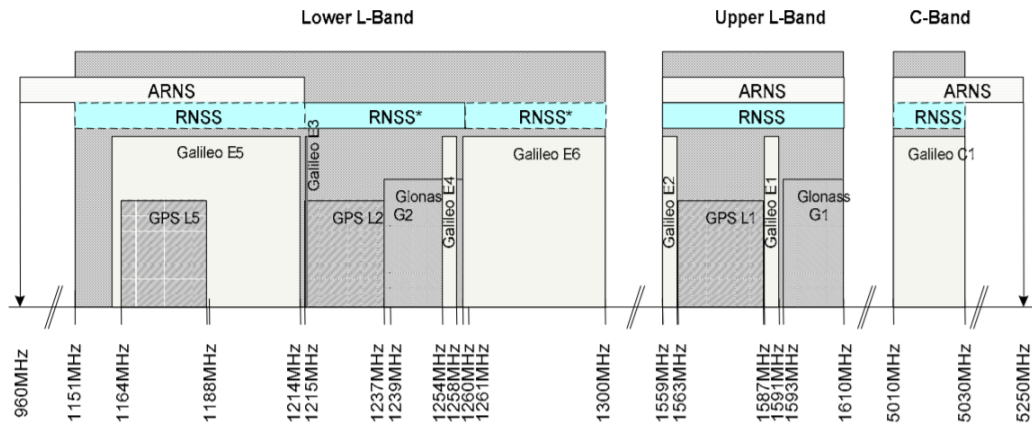 Lower L-Band
Upper L-Band
C-Band
ARNS
ARNS
ARNS
RNSS
RNSS*
RNSS*
RNSS
RNSS
Galileo E5
Galileo E3
Galileo E4
Galileo E6
Galileo E2
Galileo E1
Galileo C1
GPS L5
GPS L2
Glonass
G2
GPS L1
Glonass
G1
960MHz
1151MHz
1164MHz
1188MHz
1214MHz
1215MHz
1237MHz
1239MHz
1254MHz
1258MHz
1260MHz
1261MHz
1300MHz
1559MHz
1563MHz
1587MHz
1591MHz
1593MHz
1610MHz
5010MHz
5030MHz
5250MHz